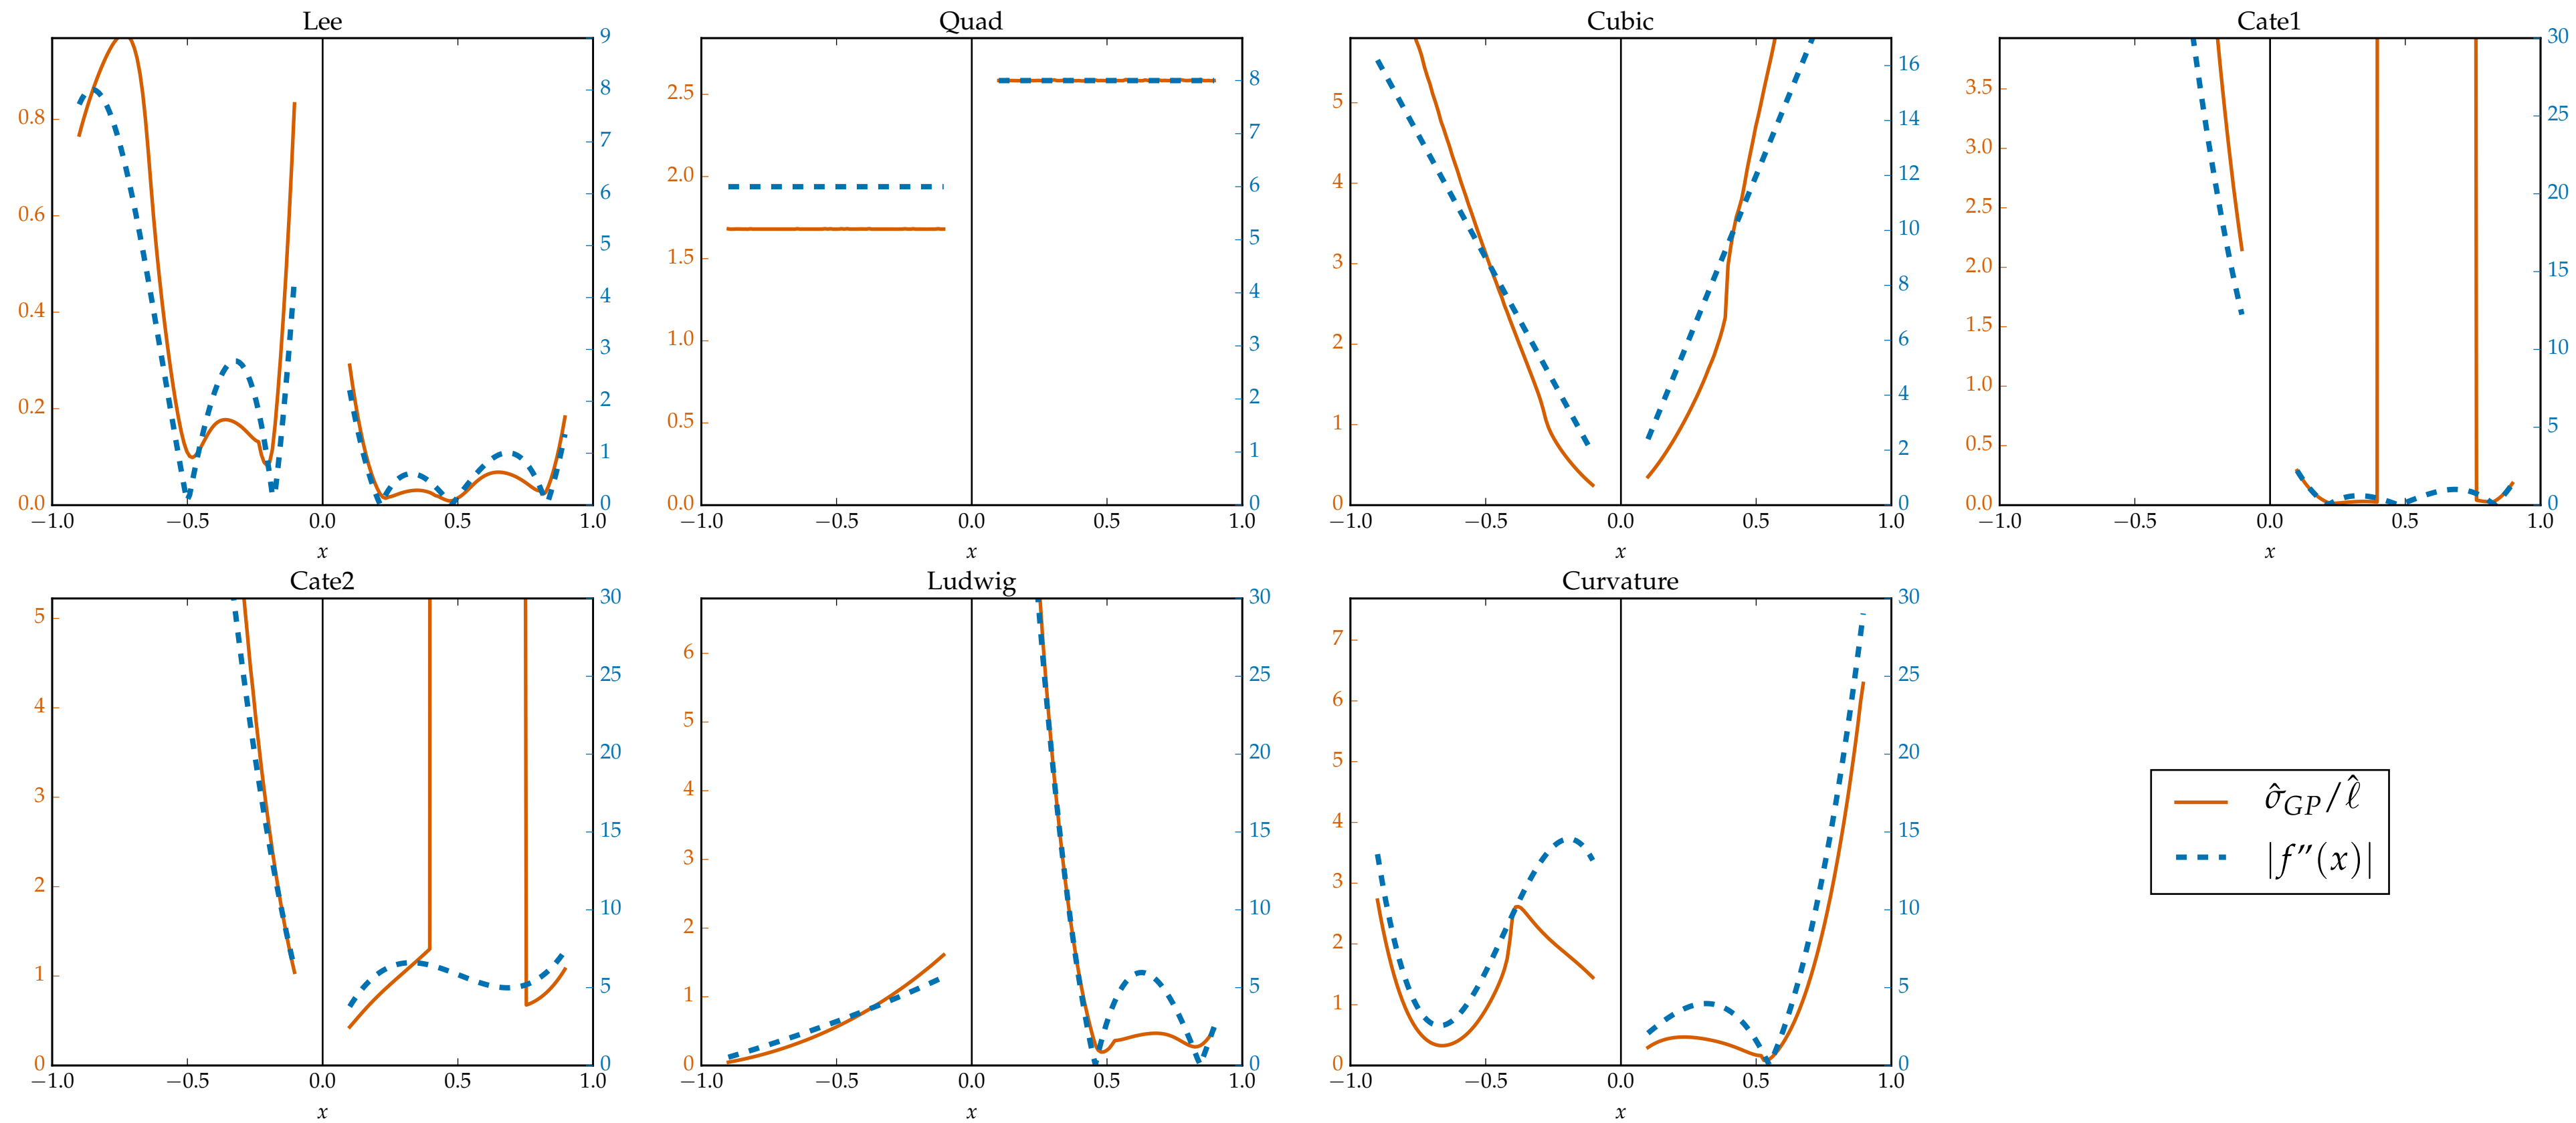 Lee
0.0 0.2 0.4 0.6 0.8
0 1 2 3 4 5 6 7 8 9
−1.0 −0.5 0.0 0.5 1.0
x
Quad
0.0 0.5 1.0 1.5 2.0 2.5
0 1 2 3 4 5 6 7 8
−1.0 −0.5 0.0 0.5 1.0
x
Cubic
0 1 2 3 4 5
0 2 4 6 8 10 12 14 16
−1.0 −0.5 0.0 0.5 1.0
x
Cate1
0.0 0.5 1.0 1.5 2.0 2.5 3.0 3.5
0 5 10 15 20 25 30
−1.0 −0.5 0.0 0.5 1.0
x
Cate2
0 1 2 3 4 5
0 5 10 15 20 25 30
−1.0 −0.5 0.0 0.5 1.0
x
Ludwig
0 1 2 3 4 5 6
0 5 10 15 20 25 30
−1.0 −0.5 0.0 0.5 1.0
x
Curvature
0 1 2 3 4 5 6 7
0 5 10 15 20 25 30
−1.0 −0.5 0.0 0.5 1.0
x
σ̂_GP/ℓ̂
|f″(x)|